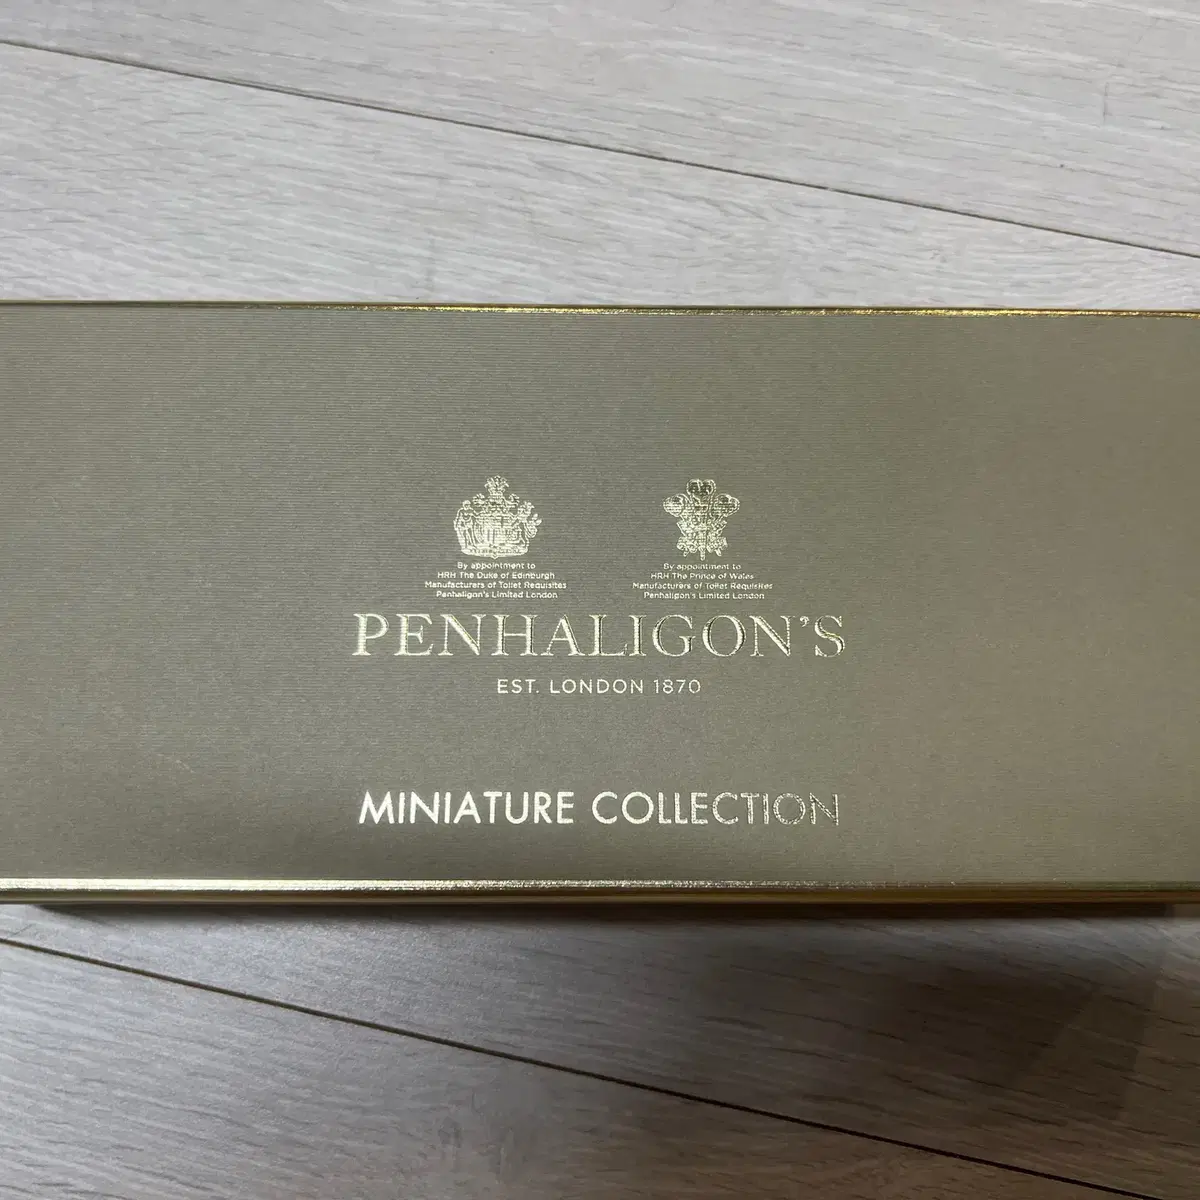 By appointment to
HRH The Duke of Edinburgh
Manufacturers of Toilet Requisites
Penhaligon's Limited London
By appointment to
HRH The Prince of Wales
Manufacturers of Toilet Requisites
Penhaligon's Limited London
PENHALIGON'S
EST. LONDON 1870
MINIATURE COLLECTION